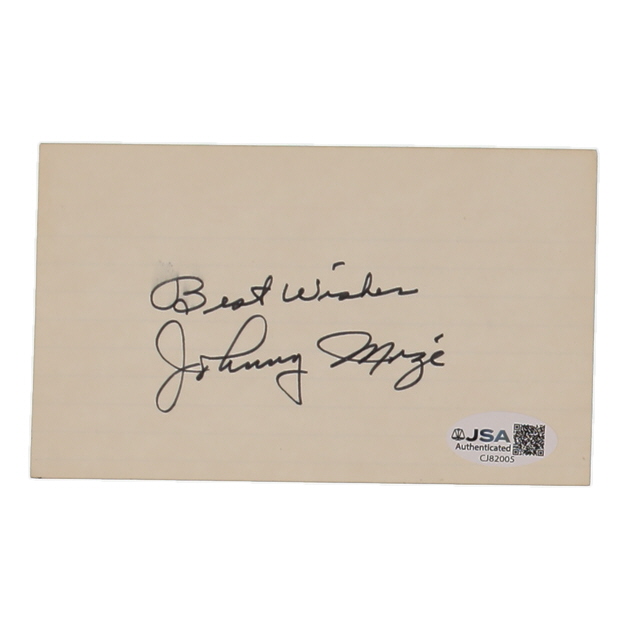 Best Wishes
Johnny Mize
JSA
Authenticated
CJ82005